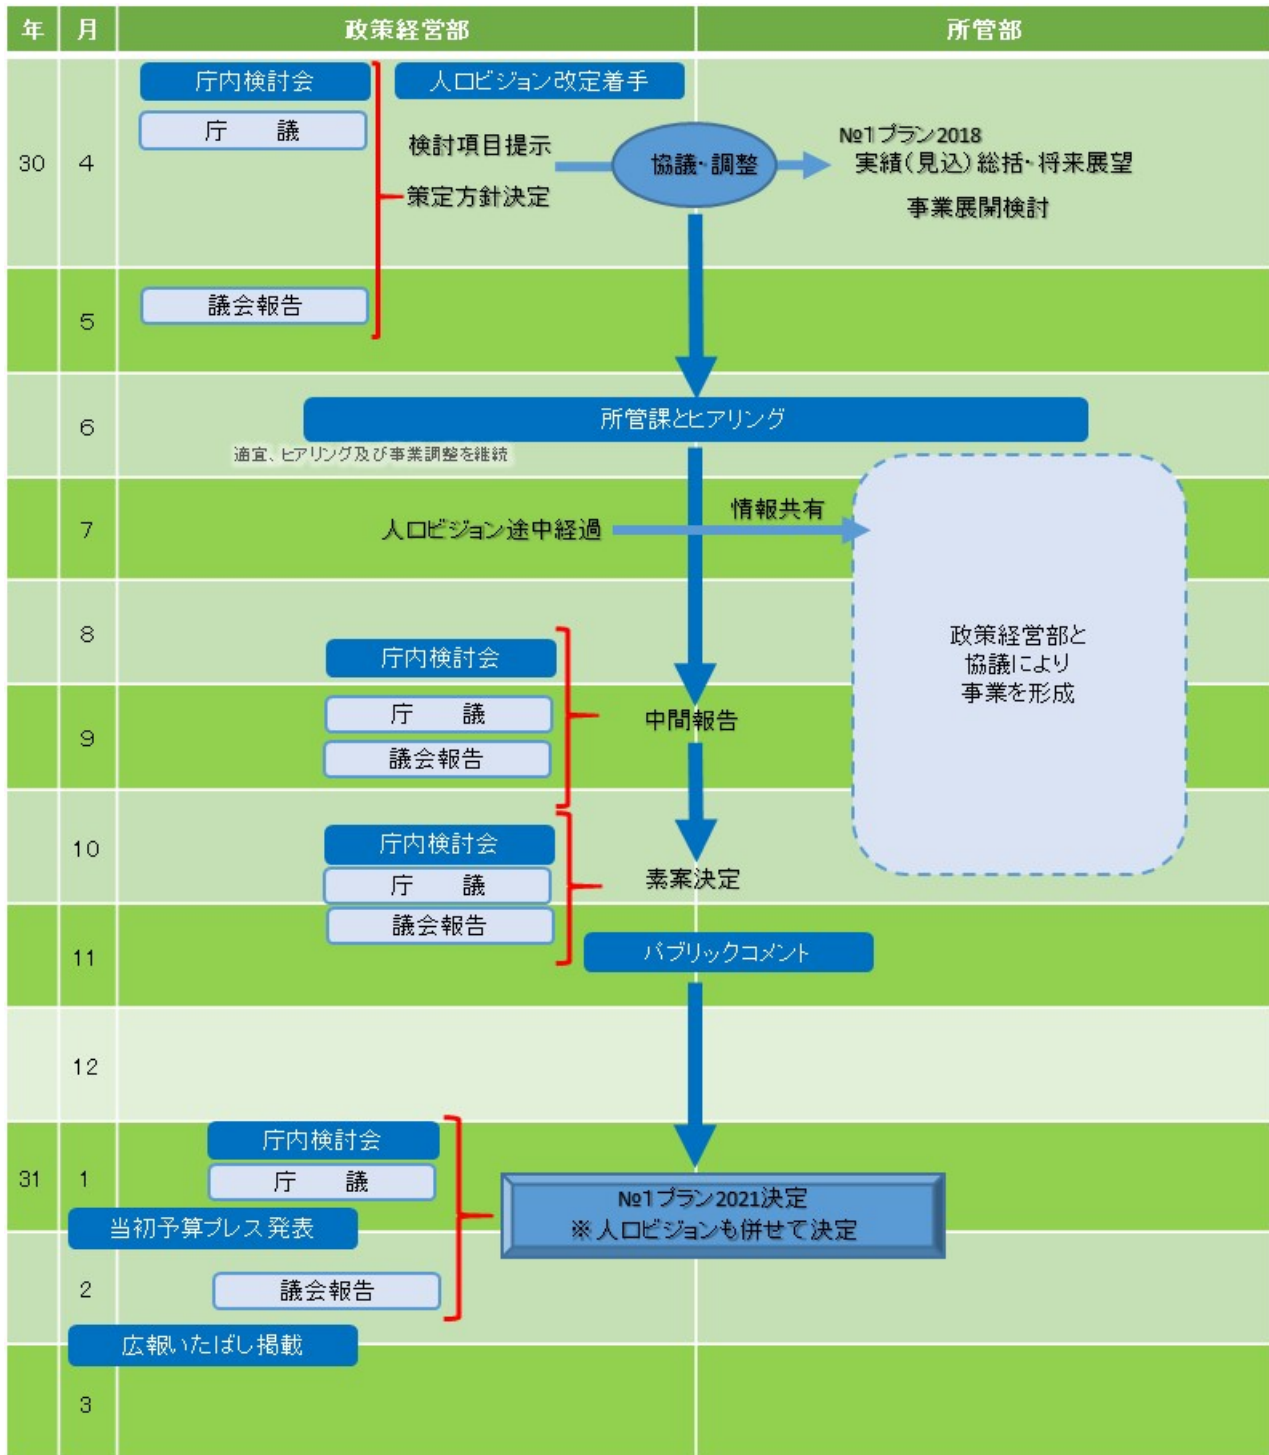 年 月 政策経営部 所管部
庁内検討会 人口ビジョン改定着手
庁　　議
30 4
検討項目提示
策定方針決定
協議・調整
№1プラン2018
実績(見込)総括・将来展望
事業展開検討
5
議会報告
6
所管課とヒアリング
適宜、ヒアリング及び事業調整を継続
7
人口ビジョン途中経過
情報共有
8
政策経営部と
協議により
事業を形成
庁内検討会
9
庁　　議
議会報告
中間報告
10
庁内検討会
庁　　議
議会報告
素案決定
11
パブリックコメント
12
31 1
庁内検討会
庁　　議
№1プラン2021決定
※人口ビジョンも併せて決定
当初予算プレス発表
2
議会報告
広報いたばし掲載
3